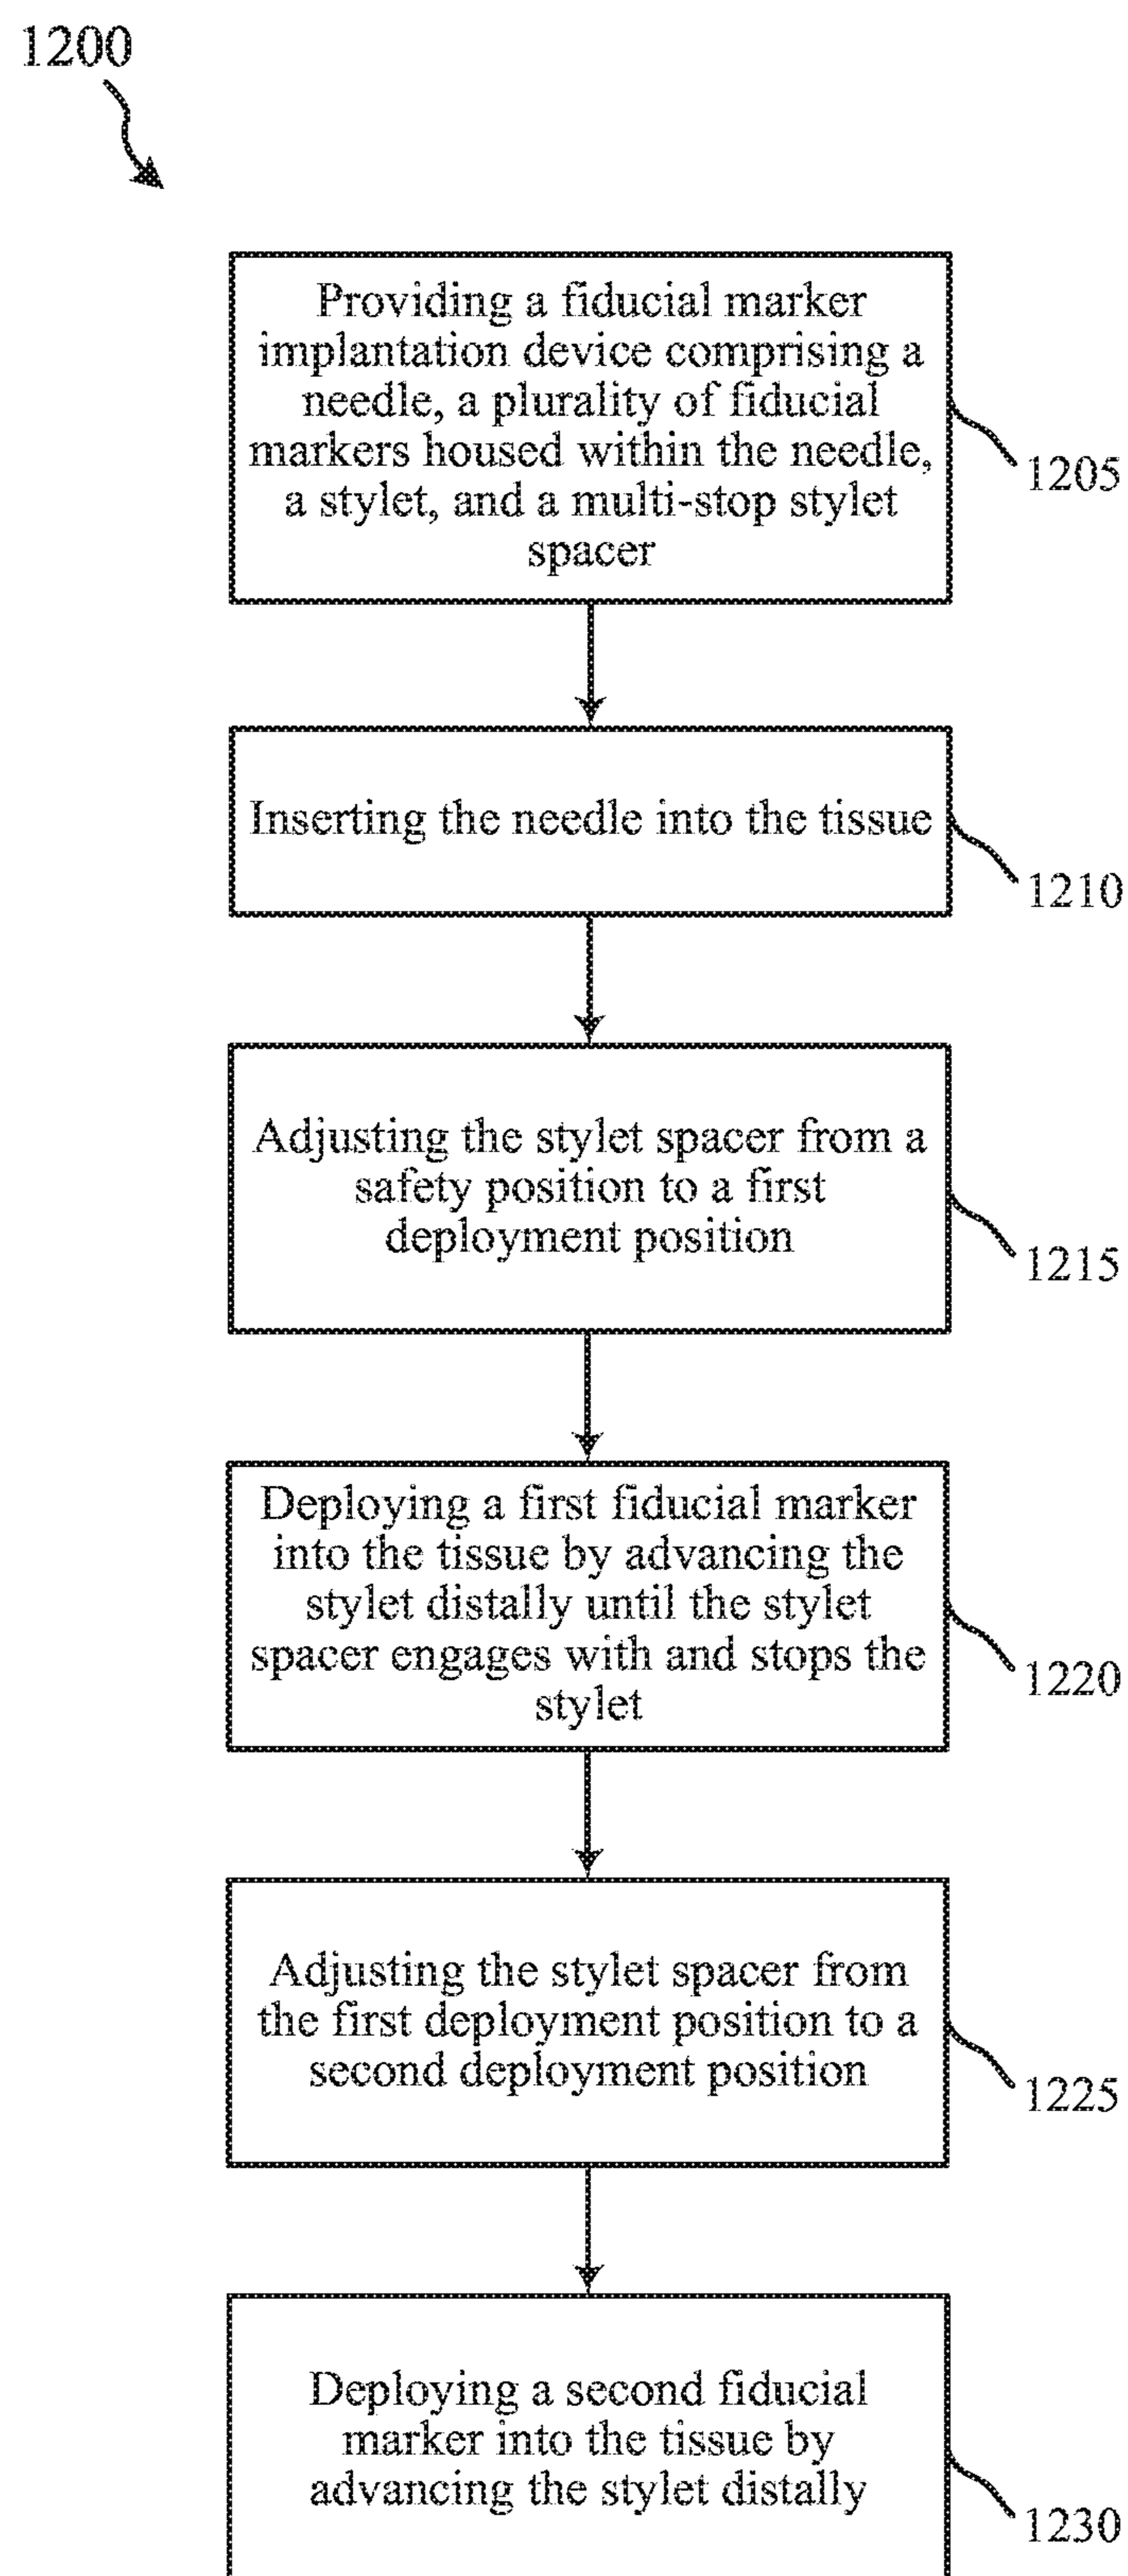 1200
Providing a fiducial marker
implantation device comprising a
needle, a plurality of fiducial
markers housed within the needle,
a stylet, and a multi-stop stylet
spacer
1205
Inserting the needle into the tissue
1210
Adjusting the stylet spacer from a
safety position to a first
deployment position
1215
Deploying a first fiducial marker
into the tissue by advancing the
stylet distally until the stylet
spacer engages with and stops the
stylet
1220
Adjusting the stylet spacer from
the first deployment position to a
second deployment position
1225
Deploying a second fiducial
marker into the tissue by
advancing the stylet distally
1230